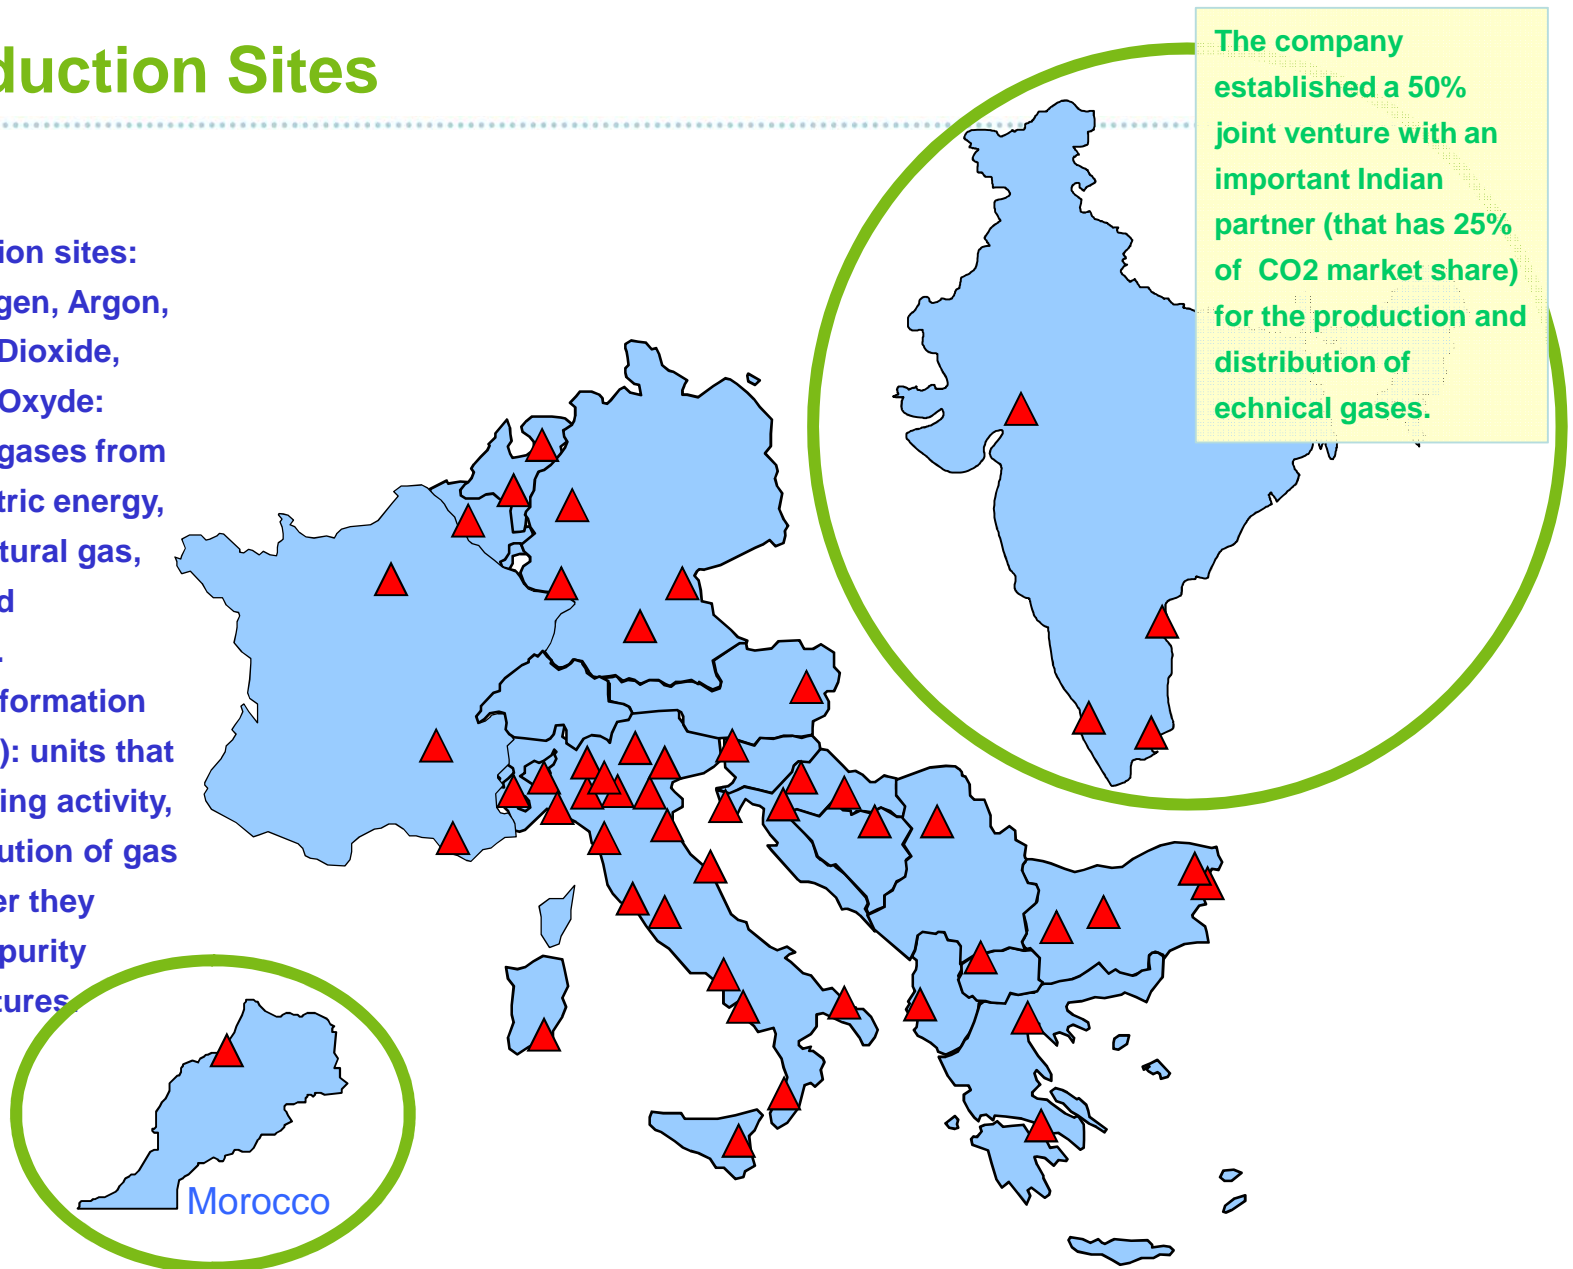 duction Sites
ion sites:
gen, Argon,
Dioxide,
Oxyde:
gases from
tric energy,
tural gas,
d
.
formation
): units that
ing activity,
ution of gas
er they
purity
tures.
The company
established a 50%
joint venture with an
important Indian
partner (that has 25%
of CO2 market share)
for the production and
distribution of
echnical gases.
Morocco